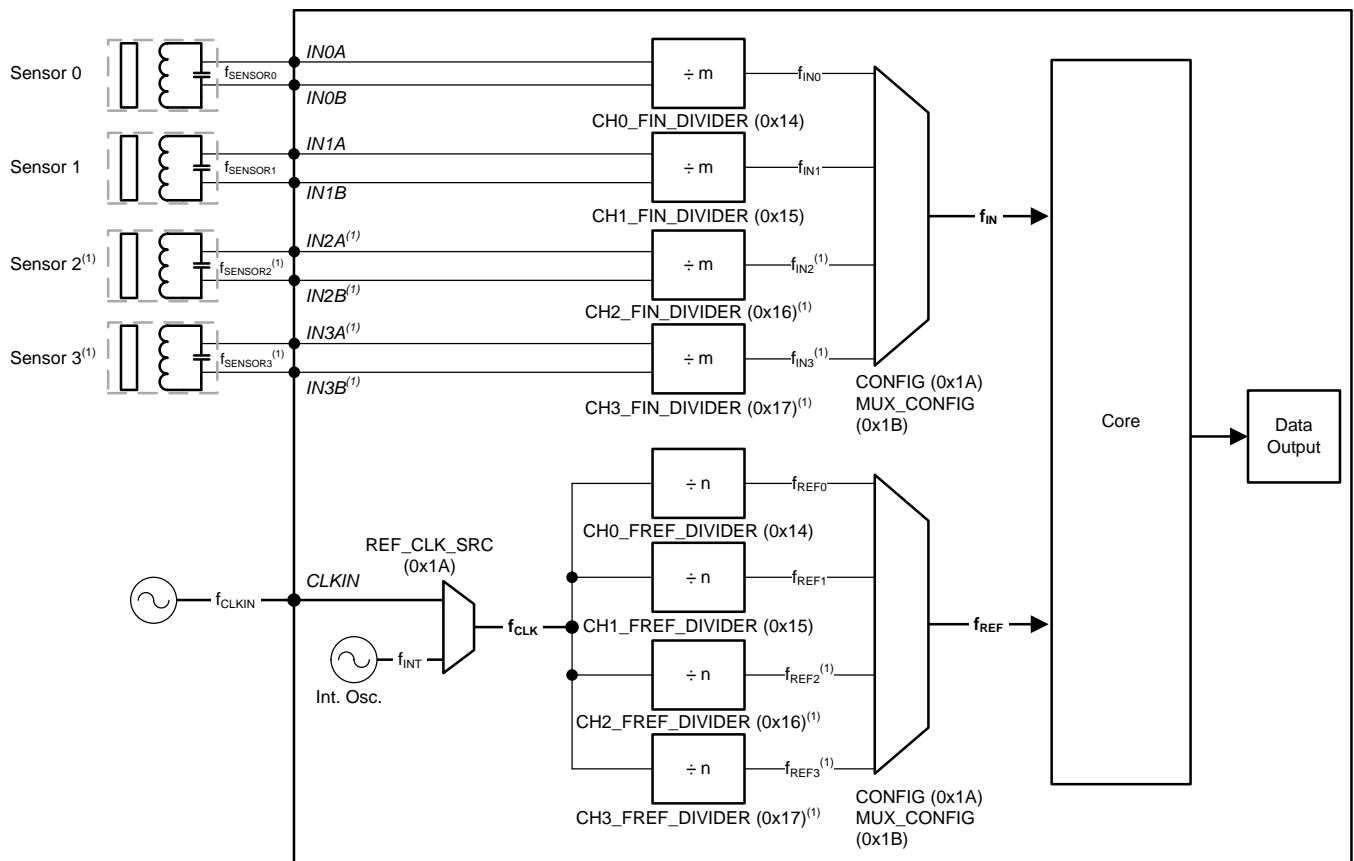 IN0A
Sensor 0
fSENSOR0
÷ m
fIN0
IN0B
CH0_FIN_DIVIDER (0x14)
IN1A
Sensor 1
fSENSOR1
÷ m
fIN1
IN1B
CH1_FIN_DIVIDER (0x15)
fIN
IN2A(1)
Sensor 2(1)
fSENSOR2(1)
÷ m
fIN2(1)
IN2B(1)
CH2_FIN_DIVIDER (0x16)(1)
IN3A(1)
Sensor 3(1)
fSENSOR3(1)
÷ m
fIN3(1)
IN3B(1)
CH3_FIN_DIVIDER (0x17)(1)
CONFIG (0x1A)
MUX_CONFIG
(0x1B)
Core
Data
Output
÷ n
fREF0
CH0_FREF_DIVIDER (0x14)
REF_CLK_SRC
(0x1A)
CLKIN
÷ n
fREF1
fCLKIN
CH1_FREF_DIVIDER (0x15)
fCLK
fREF
fINT
Int. Osc.
÷ n
fREF2(1)
CH2_FREF_DIVIDER (0x16)(1)
÷ n
fREF3(1)
CH3_FREF_DIVIDER (0x17)(1)
CONFIG (0x1A)
MUX_CONFIG
(0x1B)